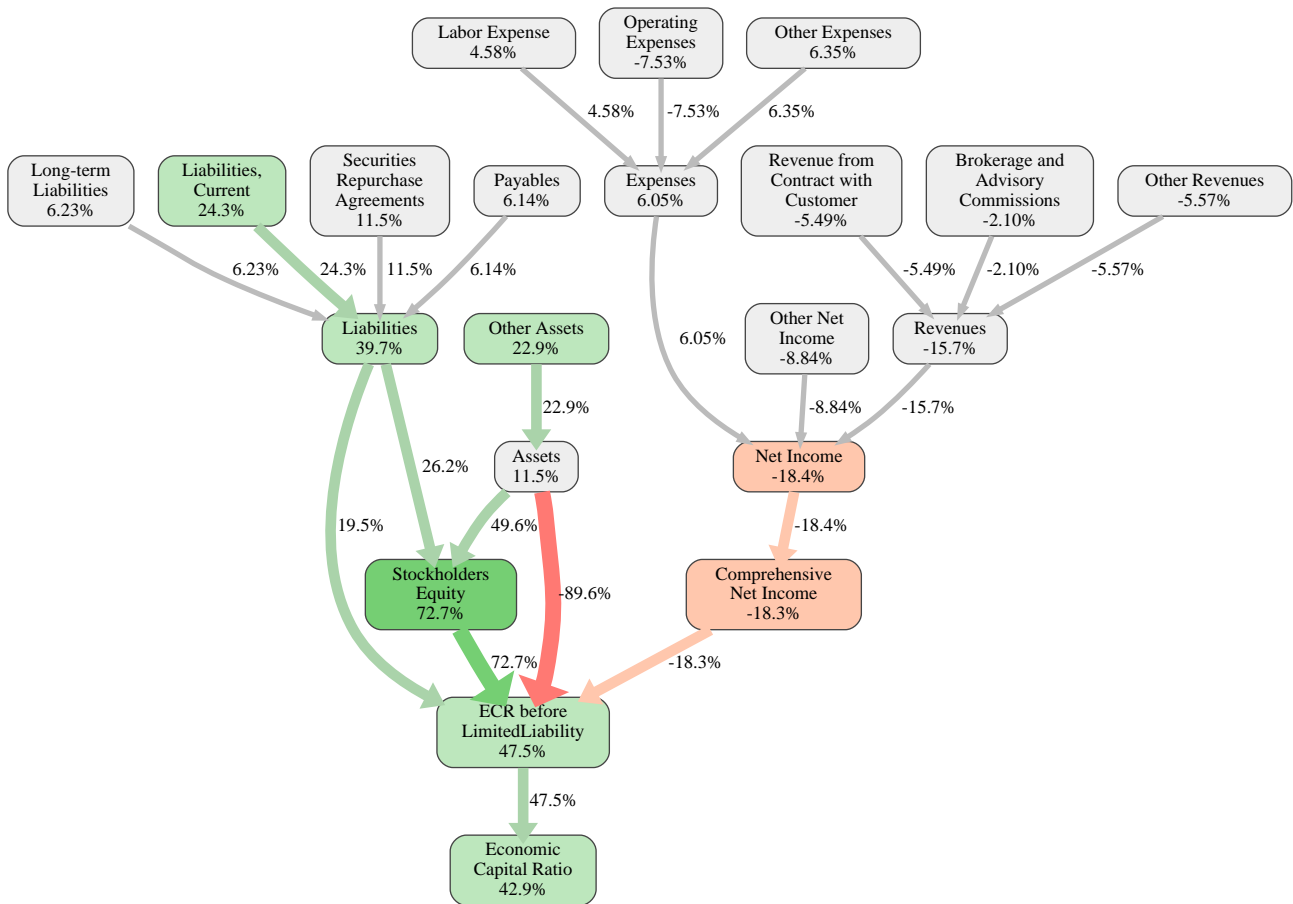 Labor Expense
4.58%
Operating
Expenses
-7.53%
Other Expenses
6.35%
4.58%
-7.53%
6.35%
Long-term
Liabilities
6.23%
Liabilities,
Current
24.3%
Securities
Repurchase
Agreements
11.5%
Payables
6.14%
Expenses
6.05%
Revenue from
Contract with
Customer
-5.49%
Brokerage and
Advisory
Commissions
-2.10%
Other Revenues
-5.57%
6.23%
24.3%
11.5%
6.14%
-5.49%
-2.10%
-5.57%
Liabilities
39.7%
Other Assets
22.9%
6.05%
Other Net
Income
-8.84%
Revenues
-15.7%
22.9%
-8.84%
-15.7%
26.2%
Assets
11.5%
Net Income
-18.4%
19.5%
49.6%
-18.4%
Stockholders
Equity
72.7%
-89.6%
Comprehensive
Net Income
-18.3%
72.7%
-18.3%
ECR before
LimitedLiability
47.5%
47.5%
Economic
Capital Ratio
42.9%